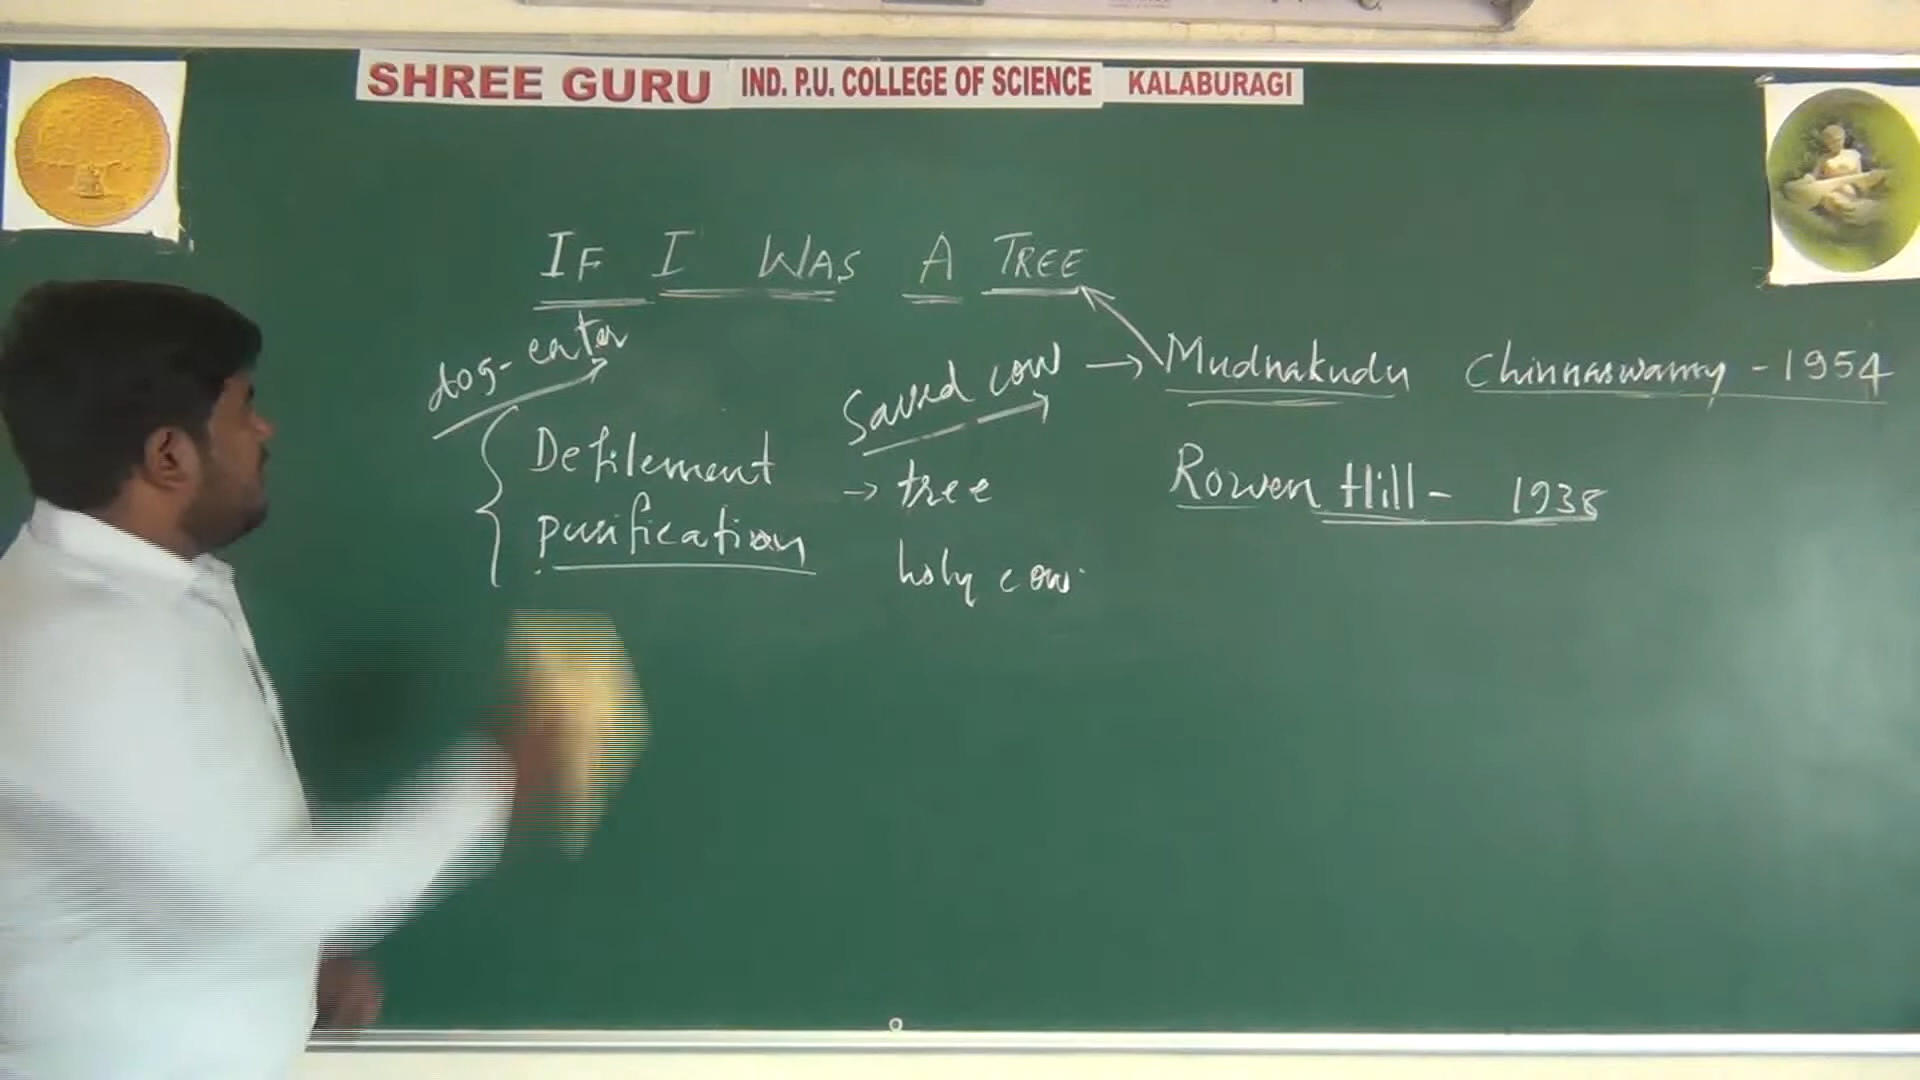 SHREE GURU IND. P.U. COLLEGE OF SCIENCE KALABURAGI
IF I WAS A TREE
dog-eater
Saved cow → Mudnakudu Chinnaswamy - 1954
Defilement
→ tree
Rowen Hill - 1938
purification
holy cow